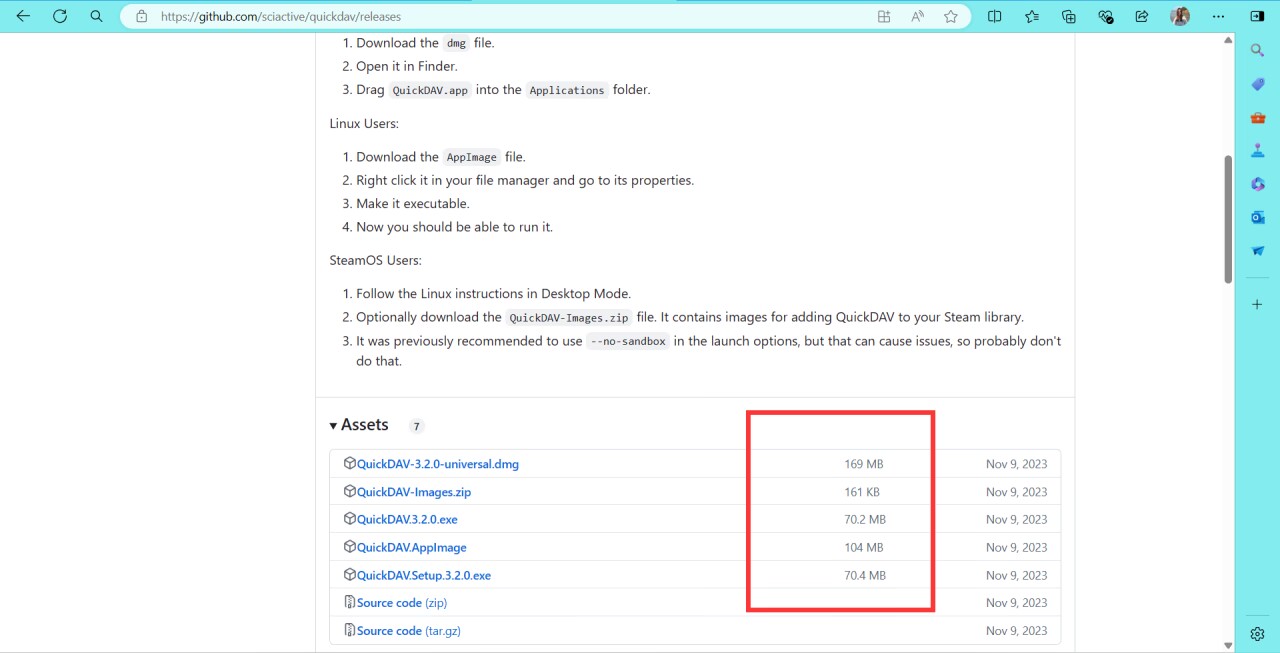 https://github.com/sciactive/quickdav/releases
1. Download the dmg file.
2. Open it in Finder.
3. Drag QuickDAV.app into the Applications folder.
Linux Users:
1. Download the AppImage file.
2. Right click it in your file manager and go to its properties.
3. Make it executable.
4. Now you should be able to run it.
SteamOS Users:
1. Follow the Linux instructions in Desktop Mode.
2. Optionally download the QuickDAV-Images.zip file. It contains images for adding QuickDAV to your Steam library.
3. It was previously recommended to use --no-sandbox in the launch options, but that can cause issues, so probably don't
do that.
Assets 7
QuickDAV-3.2.0-universal.dmg 169 MB Nov 9, 2023
QuickDAV-Images.zip 161 KB Nov 9, 2023
QuickDAV.3.2.0.exe 70.2 MB Nov 9, 2023
QuickDAV.AppImage 104 MB Nov 9, 2023
QuickDAV.Setup.3.2.0.exe 70.4 MB Nov 9, 2023
Source code (zip) Nov 9, 2023
Source code (tar.gz) Nov 9, 2023